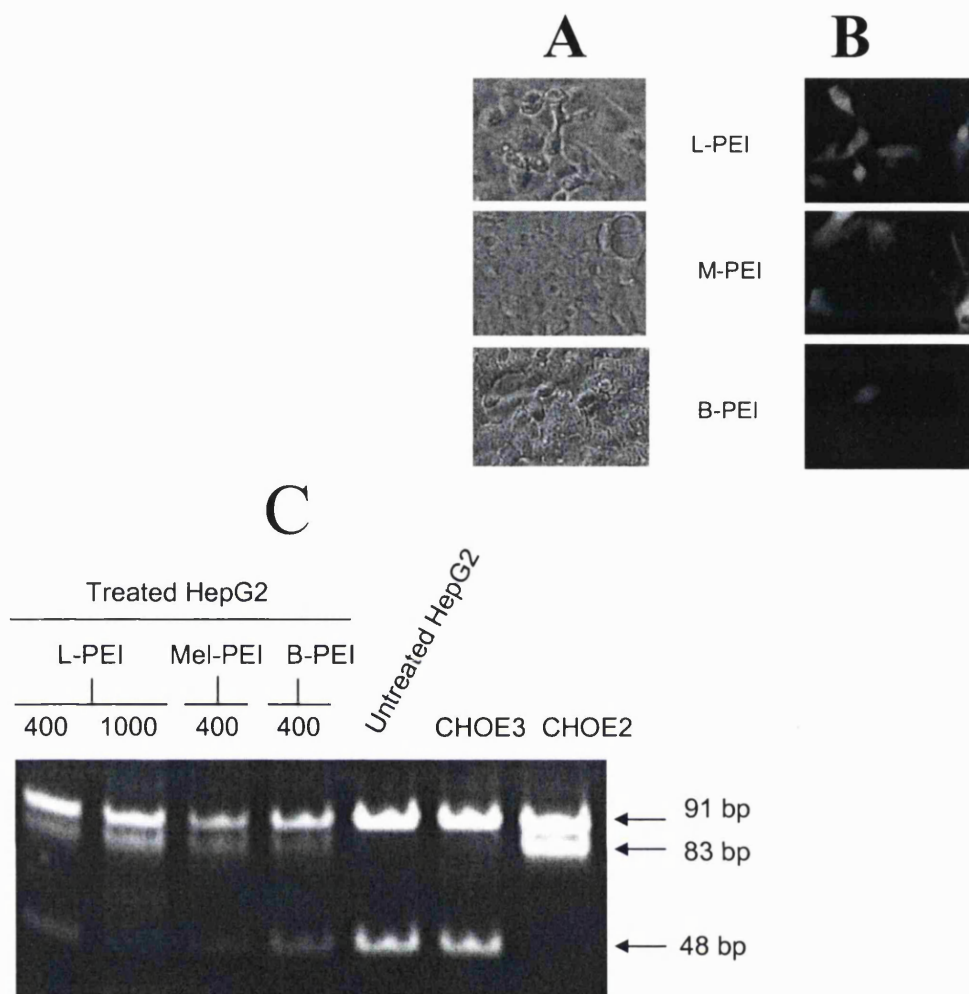 A
B
L-PEI
M-PEI
B-PEI
C
Treated HepG2
L-PEI Mel-PEI B-PEI
400 1000 400 400
Untreated HepG2
CHOE3 CHOE2
91 bp
83 bp
48 bp